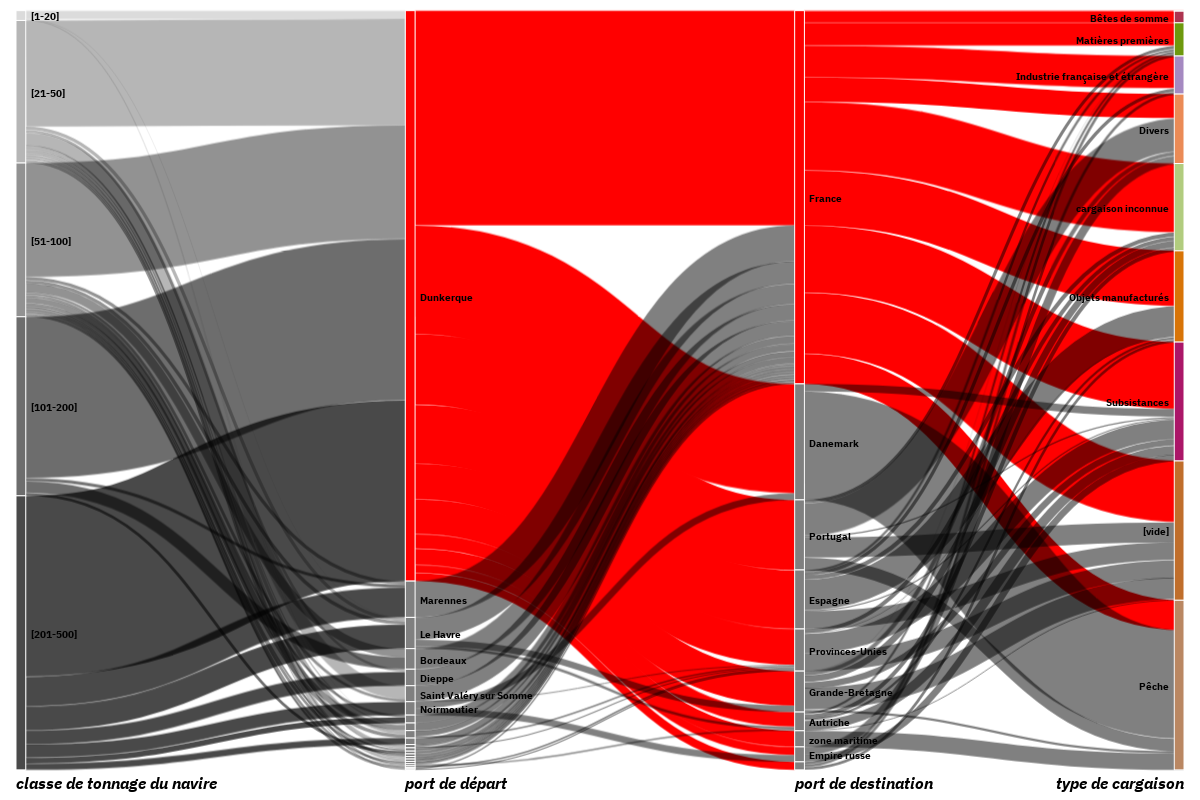 [1-20]
[21-50]
[51-100]
[101-200]
[201-500]
Dunkerque
Marennes
Le Havre
Bordeaux
Dieppe
Saint Valéry sur Somme
Noirmoutier
France
Danemark
Portugal
Espagne
Provinces-Unies
Grande-Bretagne
Autriche
zone maritime
Empire russe
Bêtes de somme
Matières premières
Industrie française et étrangère
Divers
cargaison inconnue
Objets manufacturés
Subsistances
[vide]
Pêche
classe de tonnage du navire
port de départ
port de destination
type de cargaison